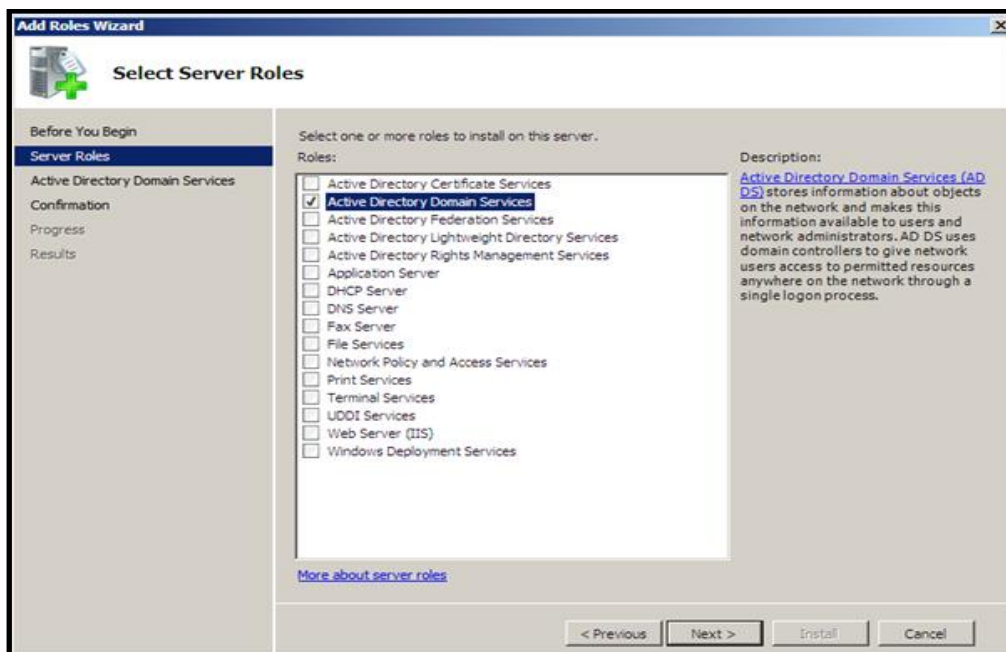 Add Roles Wizard
Select Server Roles
Before You Begin
Server Roles
Active Directory Domain Services
Confirmation
Progress
Results
Select one or more roles to install on this server.
Roles:
Active Directory Certificate Services
Active Directory Domain Services
Active Directory Federation Services
Active Directory Lightweight Directory Services
Active Directory Rights Management Services
Application Server
DHCP Server
DNS Server
Fax Server
File Services
Network Policy and Access Services
Print Services
Terminal Services
UDDI Services
Web Server (IIS)
Windows Deployment Services
More about server roles
Description:
Active Directory Domain Services (AD
DS) stores information about objects
on the network and makes this
information available to users and
network administrators. AD DS uses
domain controllers to give network
users access to permitted resources
anywhere on the network through a
single logon process.
< Previous
Next >
Install
Cancel